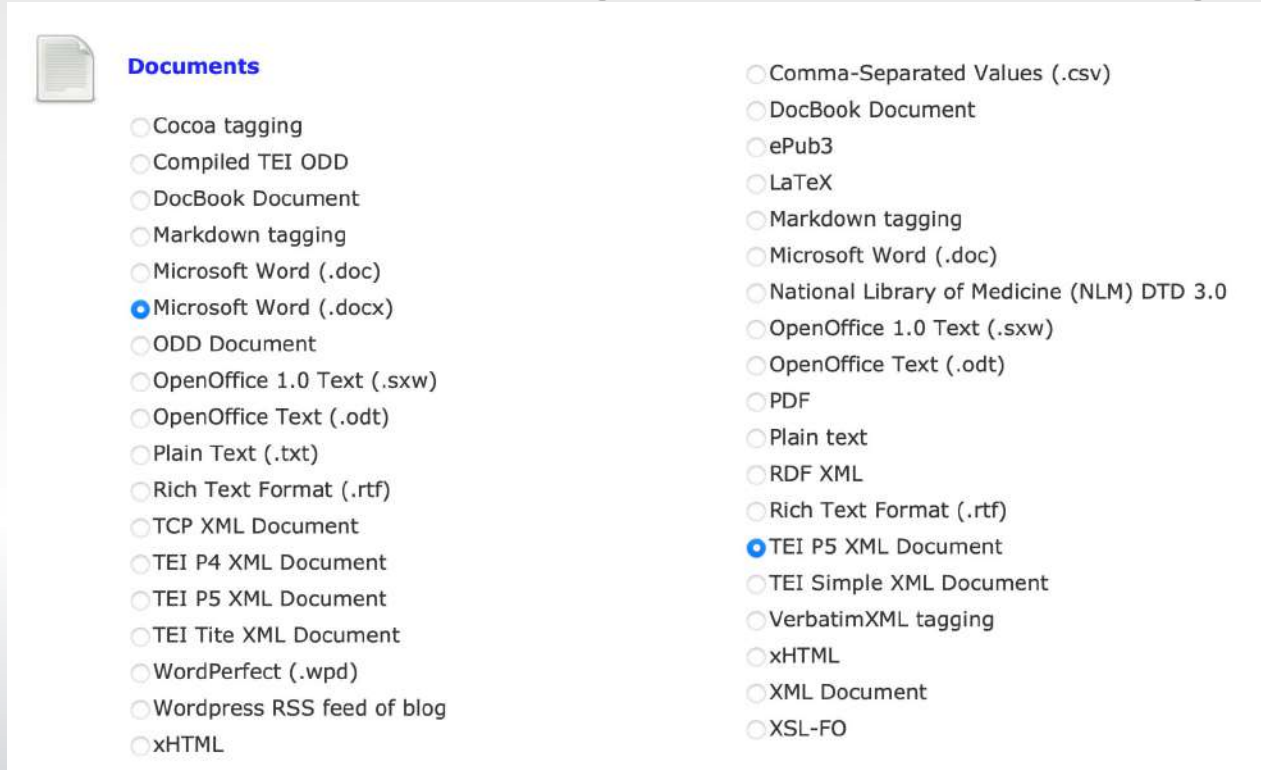 Documents
Cocoa tagging
Compiled TEI ODD
DocBook Document
Markdown tagging
Microsoft Word (.doc)
Microsoft Word (.docx)
ODD Document
OpenOffice 1.0 Text (.sxw)
OpenOffice Text (.odt)
Plain Text (.txt)
Rich Text Format (.rtf)
TCP XML Document
TEI P4 XML Document
TEI P5 XML Document
TEI Tite XML Document
WordPerfect (.wpd)
Wordpress RSS feed of blog
xHTML
Comma-Separated Values (.csv)
DocBook Document
ePub3
LaTeX
Markdown tagging
Microsoft Word (.doc)
National Library of Medicine (NLM) DTD 3.0
OpenOffice 1.0 Text (.sxw)
OpenOffice Text (.odt)
PDF
Plain text
RDF XML
Rich Text Format (.rtf)
TEI P5 XML Document
TEI Simple XML Document
VerbatimXML tagging
xHTML
XML Document
XSL-FO